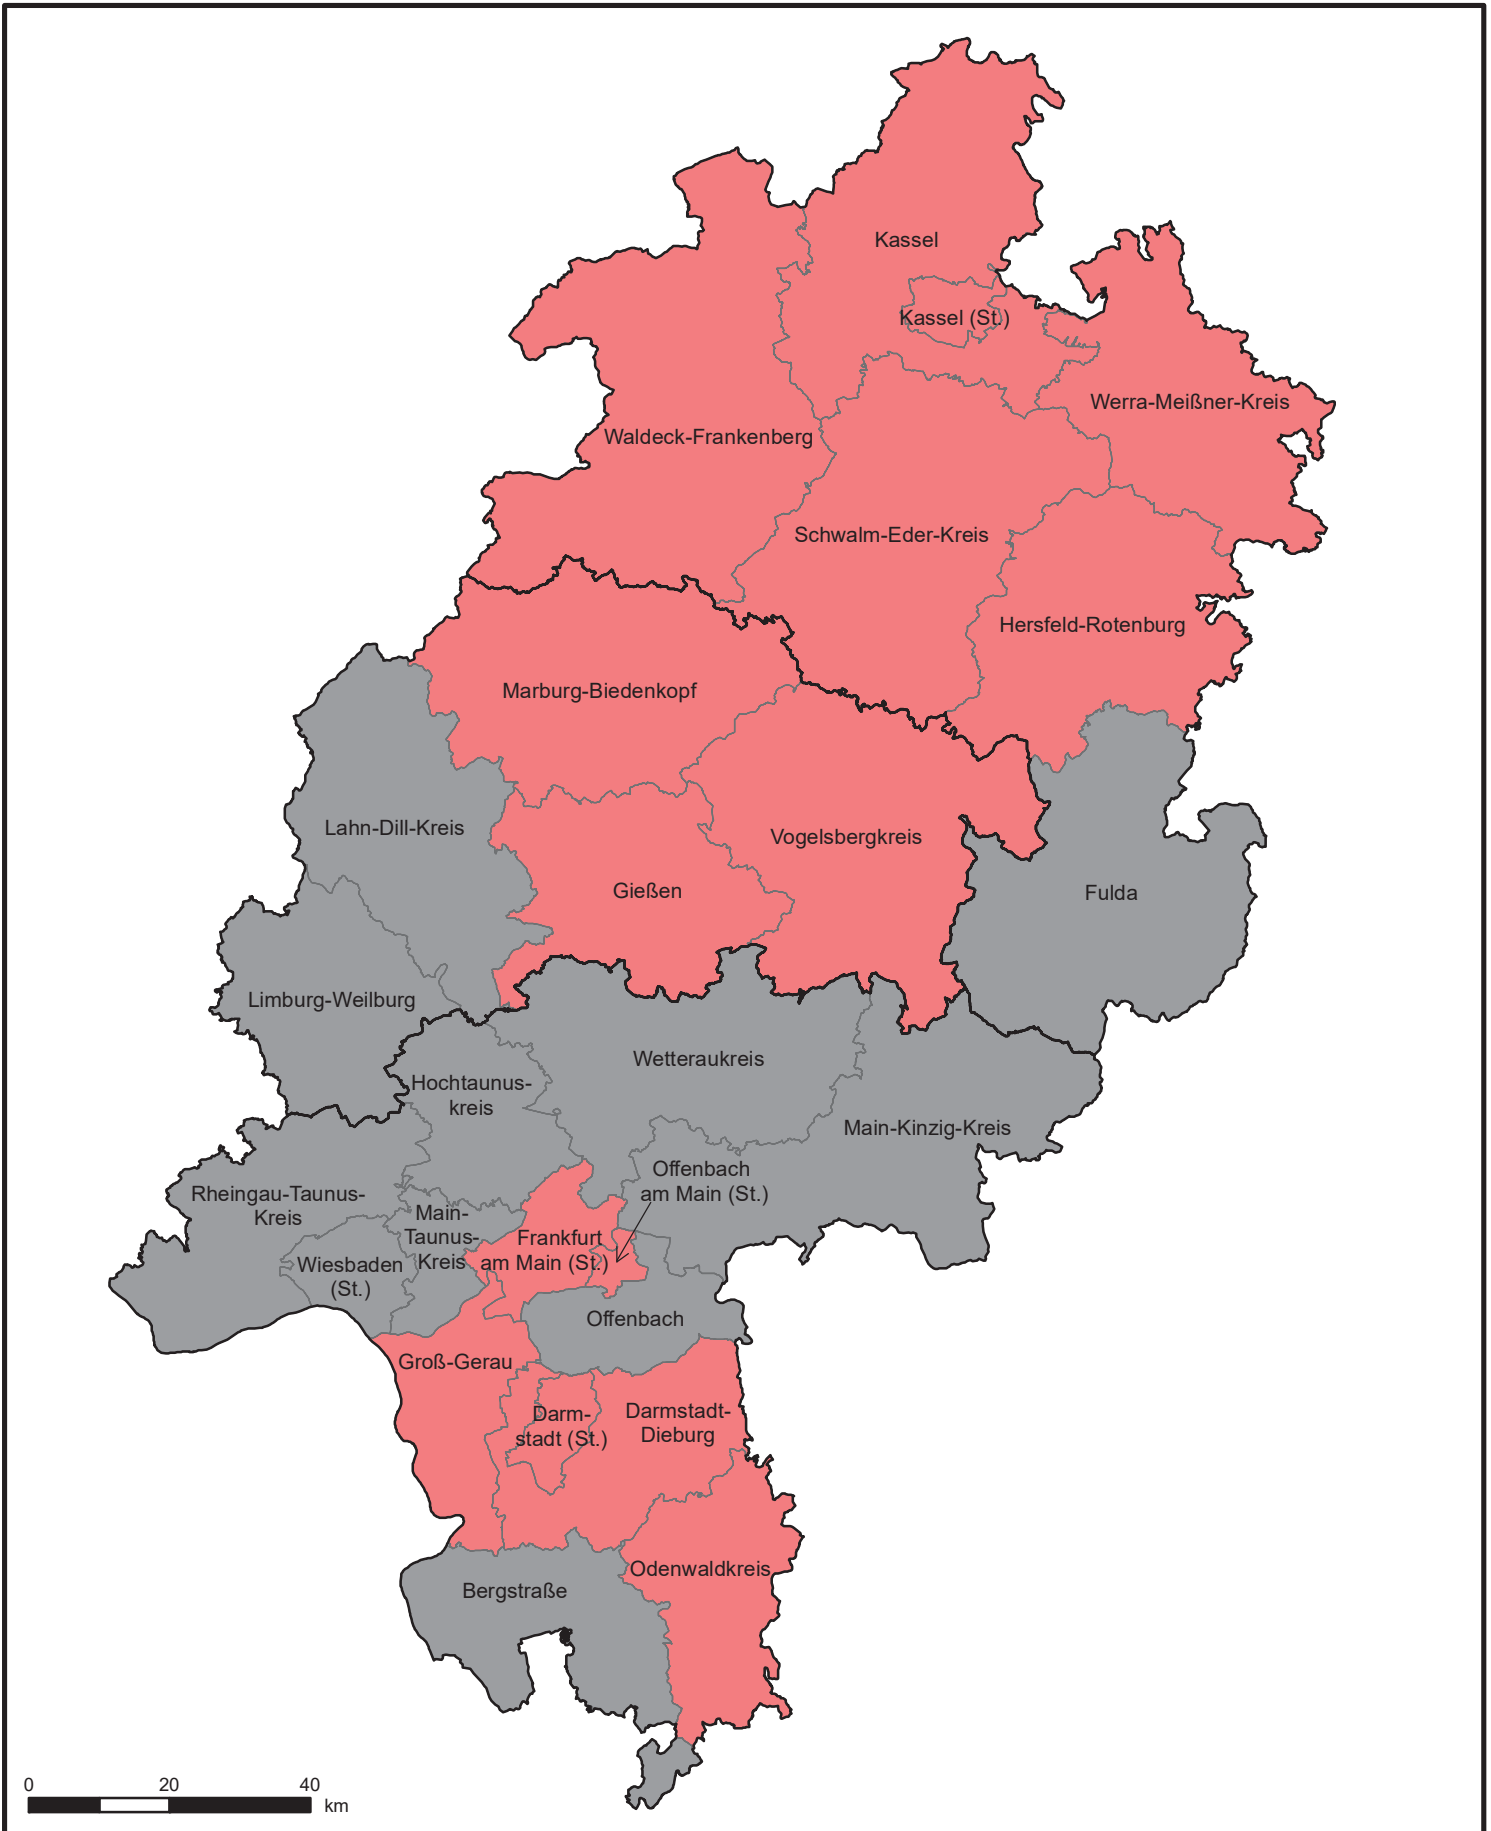 Kassel
Kassel (St.)
Werra-Meißner-Kreis
Waldeck-Frankenberg
Schwalm-Eder-Kreis
Hersfeld-Rotenburg
Marburg-Biedenkopf
Lahn-Dill-Kreis
Vogelsbergkreis
Gießen
Fulda
Limburg-Weilburg
Wetteraukreis
Hochtaunus-
kreis
Main-Kinzig-Kreis
Offenbach
am Main (St.)
Rheingau-Taunus-
Kreis
Main-
Taunus-
Kreis
Frankfurt
am Main (St.)
Wiesbaden
(St.)
Offenbach
Groß-Gerau
Darm-
stadt (St.)
Darmstadt-
Dieburg
Odenwaldkreis
Bergstraße
0 20 40
km